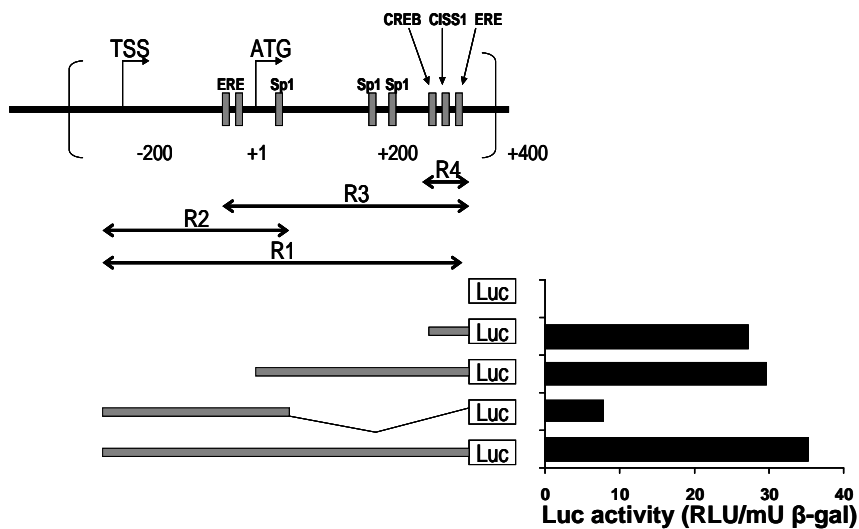 CREB CISS1 ERE
TSS
ATG
ERE
Sp1
Sp1 Sp1
-200
+1
+200
+400
R4
R3
R2
R1
Luc
Luc
Luc
Luc
Luc
0 10 20 30 40
Luc activity (RLU/mU β-gal)